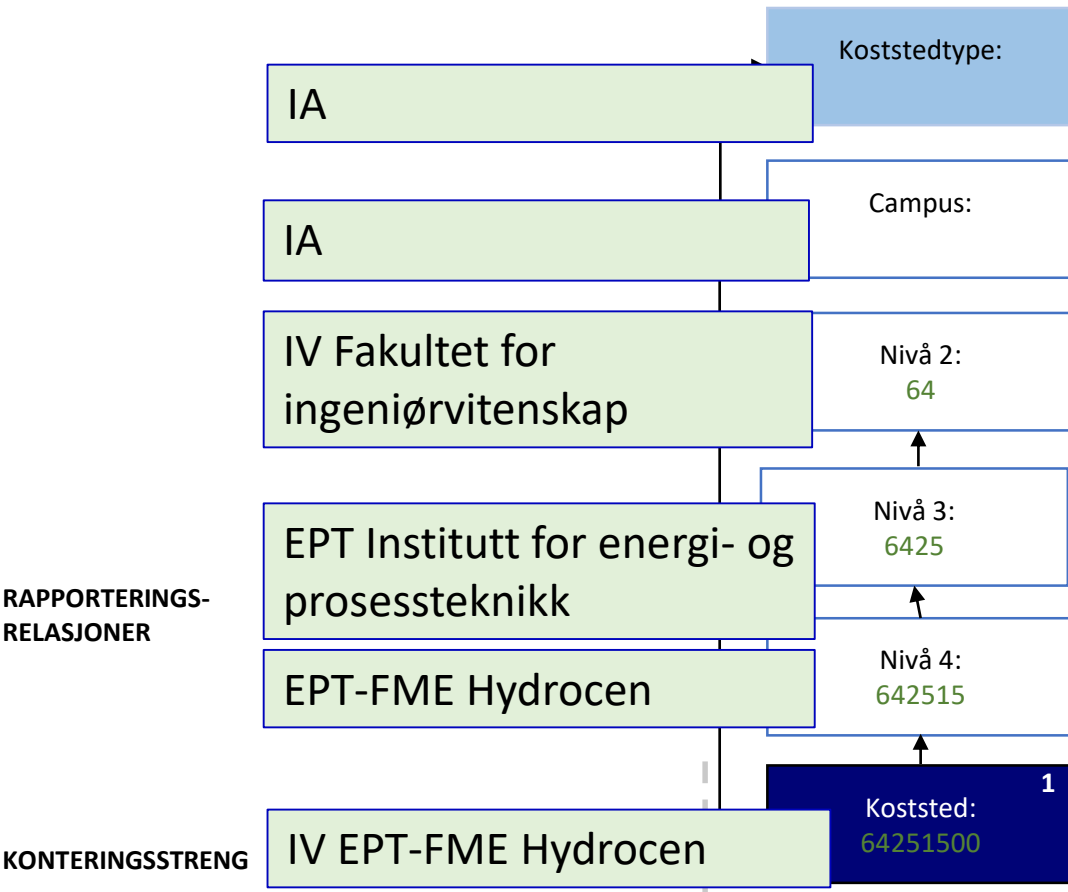 Koststedtype:
IA
Campus:
IA
IV Fakultet for
ingeniørvitenskap
Nivå 2:
64
EPT Institutt for energi- og
prosessteknikk
Nivå 3:
6425
RAPPORTERINGS-
RELASJONER
EPT-FME Hydrocen
Nivå 4:
642515
KONTERINGSSTRENG
IV EPT-FME Hydrocen
1
Koststed:
64251500